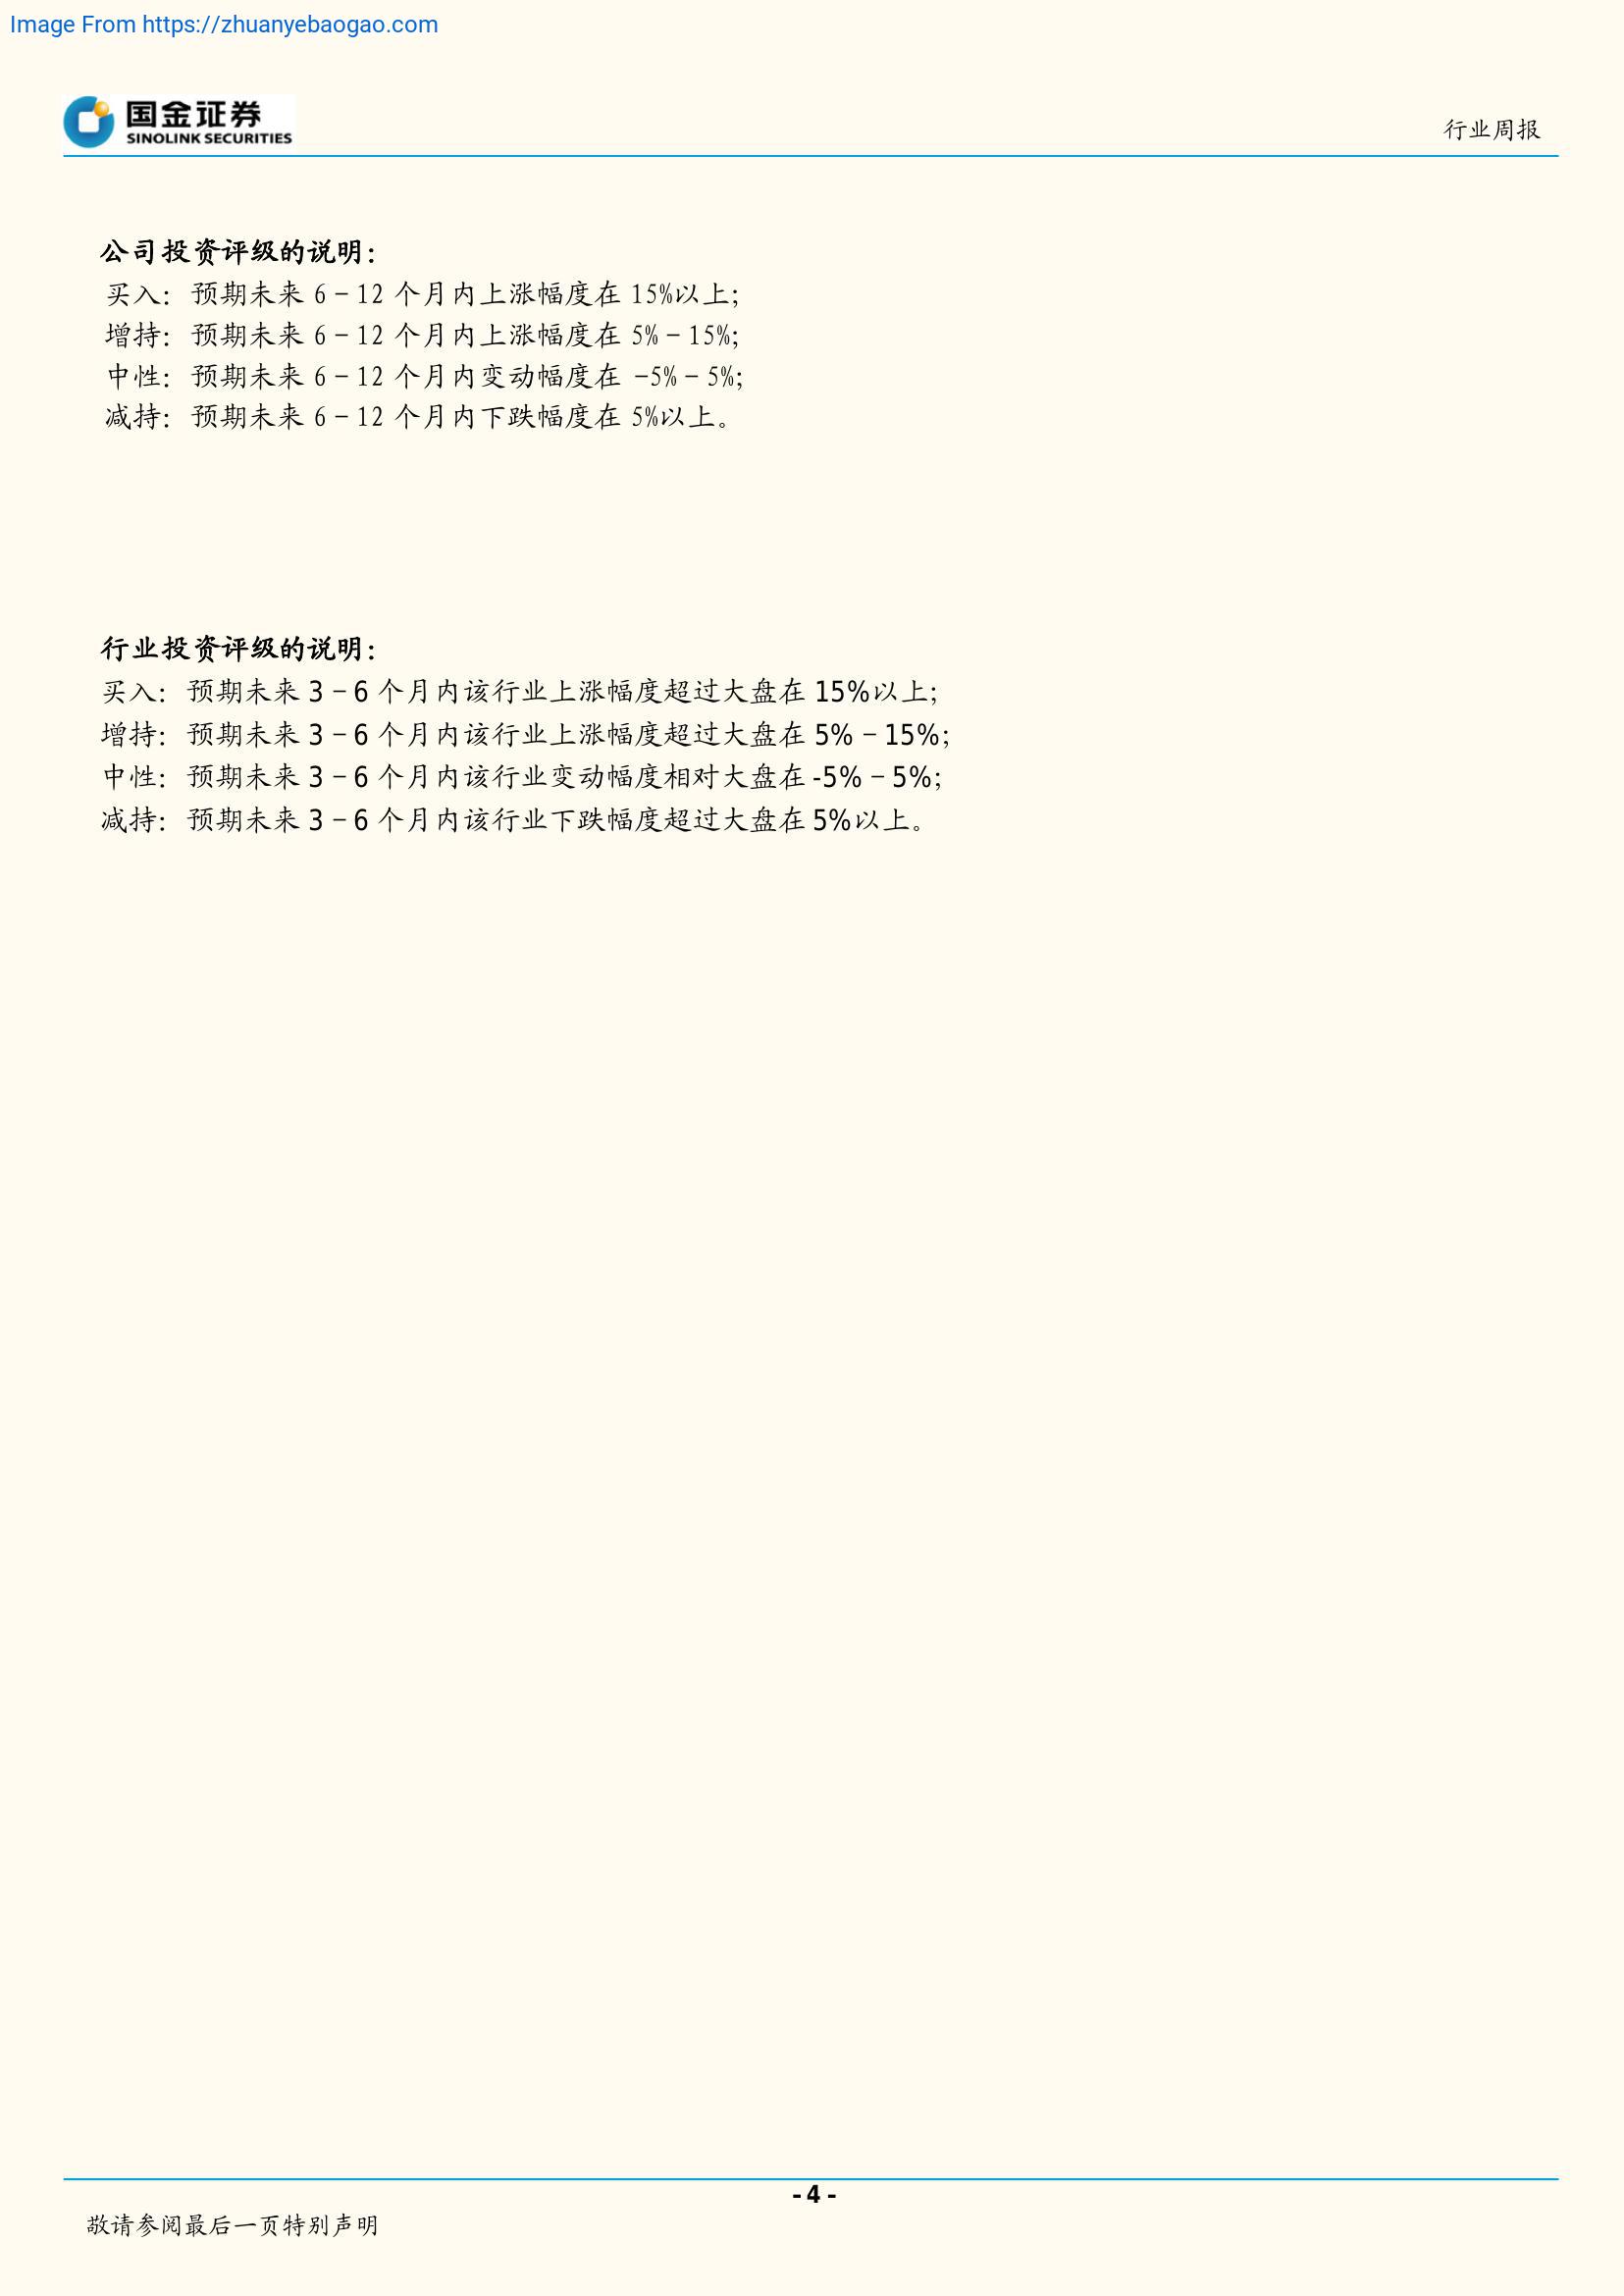 Image From https://zhuanyebaogao.com
国金证券
SINOLINK SECURITIES
行业周报
公司投资评级的说明：
买入：预期未来 6－12 个月内上涨幅度在 15%以上；
增持：预期未来 6－12 个月内上涨幅度在 5%－15%；
中性：预期未来 6－12 个月内变动幅度在 -5%－5%；
减持：预期未来 6－12 个月内下跌幅度在 5%以上。
行业投资评级的说明：
买入：预期未来 3－6 个月内该行业上涨幅度超过大盘在 15%以上；
增持：预期未来 3－6 个月内该行业上涨幅度超过大盘在 5%－15%；
中性：预期未来 3－6 个月内该行业变动幅度相对大盘在 -5%－5%；
减持：预期未来 3－6 个月内该行业下跌幅度超过大盘在 5%以上。
- 4 -
敬请参阅最后一页特别声明